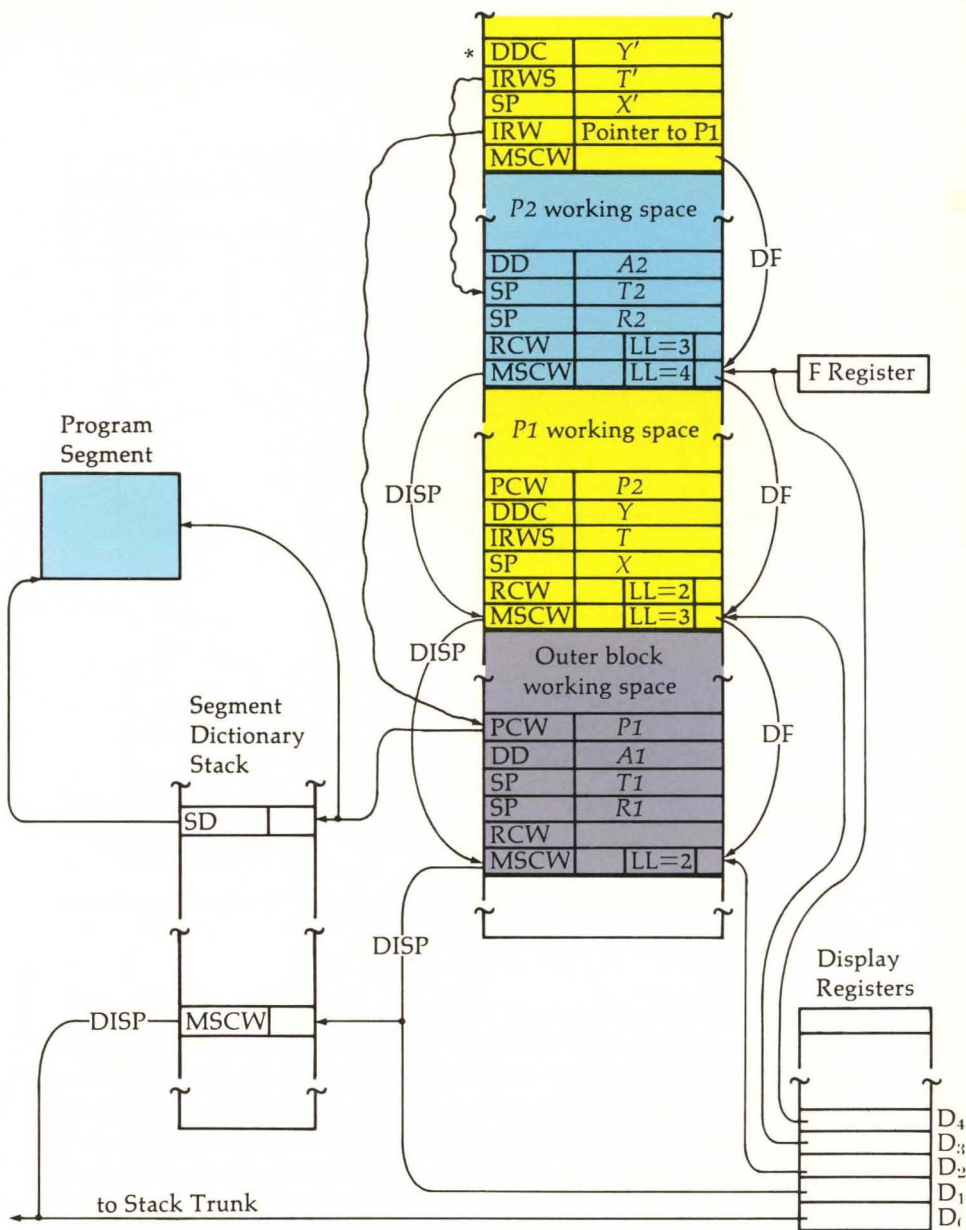 * DDC Y'
IRWS T'
SP X'
IRW Pointer to P1
MSCW
P2 working space
DF
DD A2
SP T2
SP R2
RCW LL=3
MSCW LL=4
F Register
P1 working space
Program
Segment
DISP
DF
PCW P2
DDC Y
IRWS T
SP X
RCW LL=2
MSCW LL=3
DISP
Outer block
working space
DF
Segment
Dictionary
Stack
PCW P1
DD A1
SP T1
SP R1
RCW
MSCW LL=2
SD
DISP
Display
Registers
DISP
MSCW
D4
D3
D2
D1
to Stack Trunk